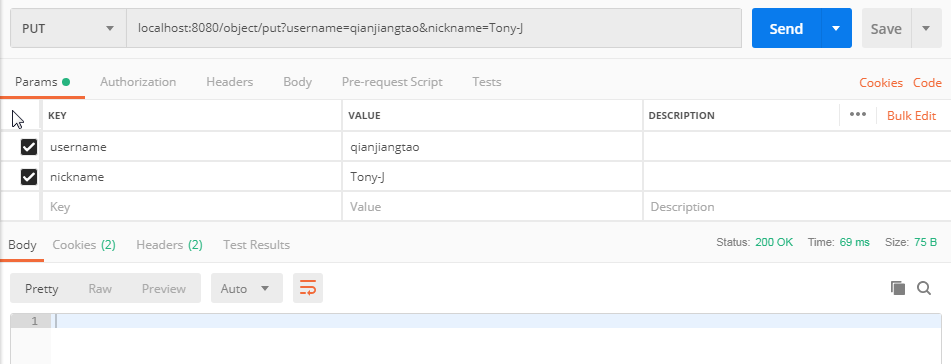 PUT localhost:8080/object/put?username=qianjiangtao&nickname=Tony-J Send Save
Params Authorization Headers Body Pre-request Script Tests Cookies Code
KEY VALUE DESCRIPTION ••• Bulk Edit
username qianjiangtao
nickname Tony-J
Key Value Description
Body Cookies (2) Headers (2) Test Results Status: 200 OK Time: 69 ms Size: 75 B
Pretty Raw Preview Auto
1